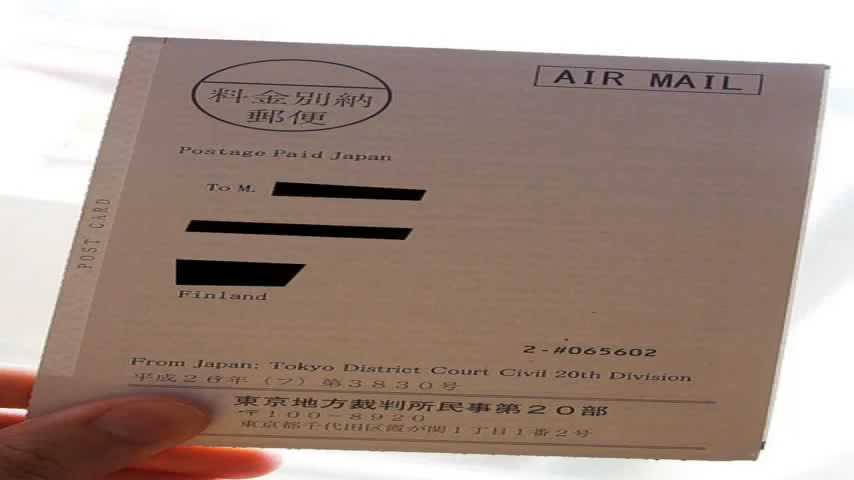 料金別納
郵便
AIR MAIL
Postage Paid Japan
To M.
Finland
POST CARD
2-#065602
From Japan: Tokyo District Court Civil 20th Division
平成26年（フ）第3830号
東京地方裁判所民事第20部
〒100-8920
東京都千代田区霞が関1丁目1番2号